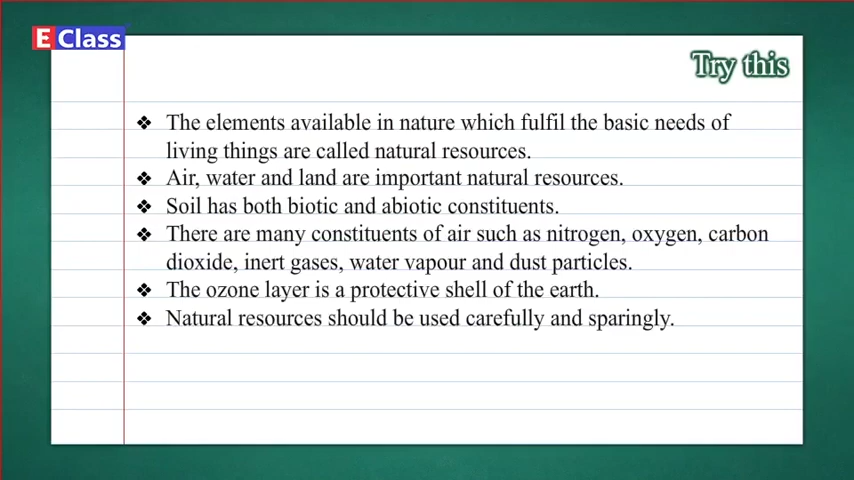 E Class
Try this
❖ The elements available in nature which fulfil the basic needs of
living things are called natural resources.
❖ Air, water and land are important natural resources.
❖ Soil has both biotic and abiotic constituents.
❖ There are many constituents of air such as nitrogen, oxygen, carbon
dioxide, inert gases, water vapour and dust particles.
❖ The ozone layer is a protective shell of the earth.
❖ Natural resources should be used carefully and sparingly.